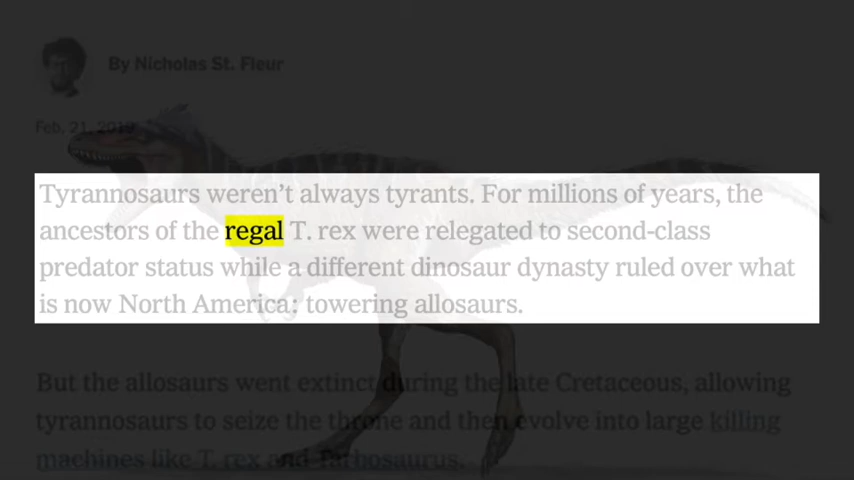 By Nicholas St. Fleur
Feb. 21, 2019
Tyrannosaurs weren’t always tyrants. For millions of years, the
ancestors of the regal T. rex were relegated to second-class
predator status while a different dinosaur dynasty ruled over what
is now North America: towering allosaurs.
But the allosaurs went extinct during the late Cretaceous, allowing
tyrannosaurs to seize the throne and then evolve into large killing
machines like T. rex and Tarbosaurus.